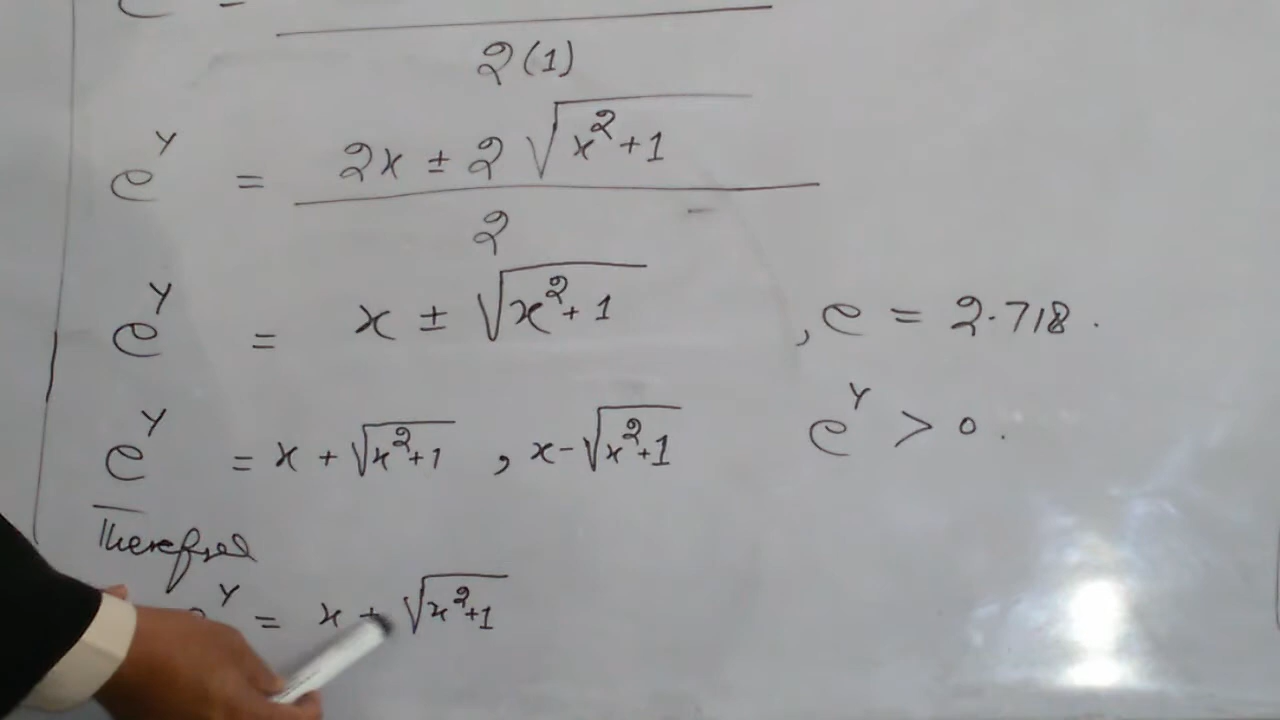 2(1)
e^y = 2x ± 2√(x²+1)
2
e^y = x ± √(x²+1) , e = 2.718.
e^y = x + √(x²+1) , x - √(x²+1) e^y > 0.
Therefore
e^y = x + √(x²+1)